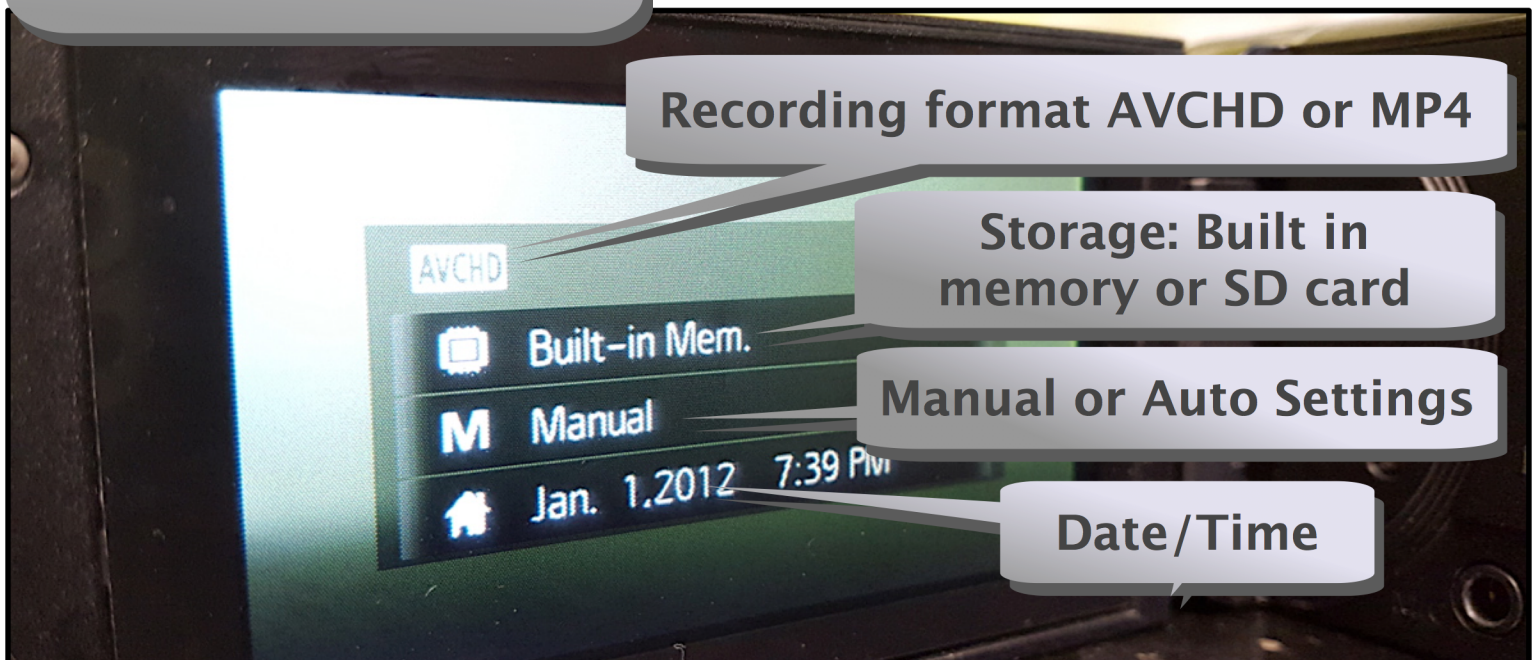 Recording format AVCHD or MP4
AVCHD
Storage: Built in
memory or SD card
Built-in Mem.
Manual or Auto Settings
M Manual
Jan. 1.2012 7:39 PM
Date/Time